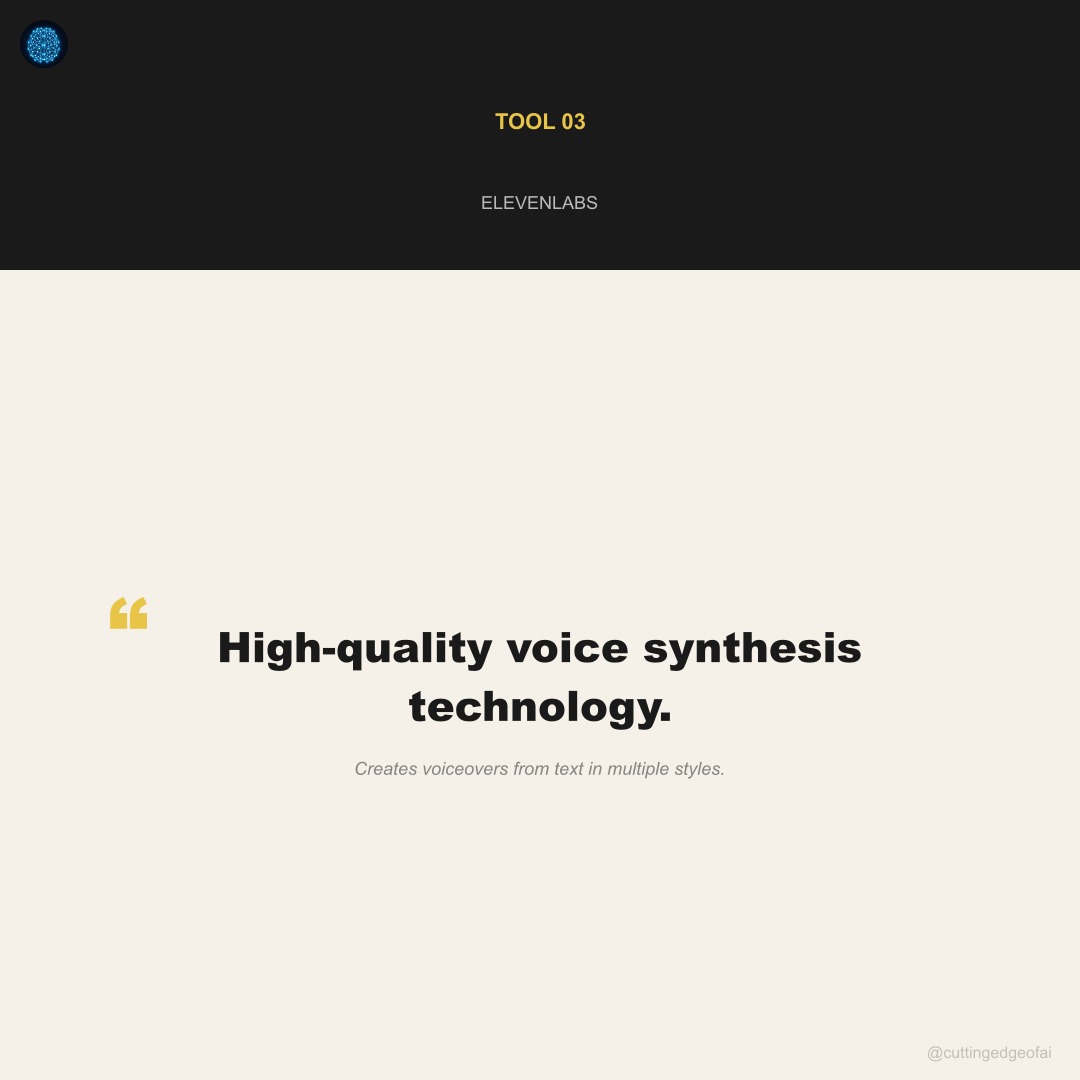 TOOL 03
ELEVENLABS
“
High-quality voice synthesis
technology.
Creates voiceovers from text in multiple styles.
@cuttingedgeofai